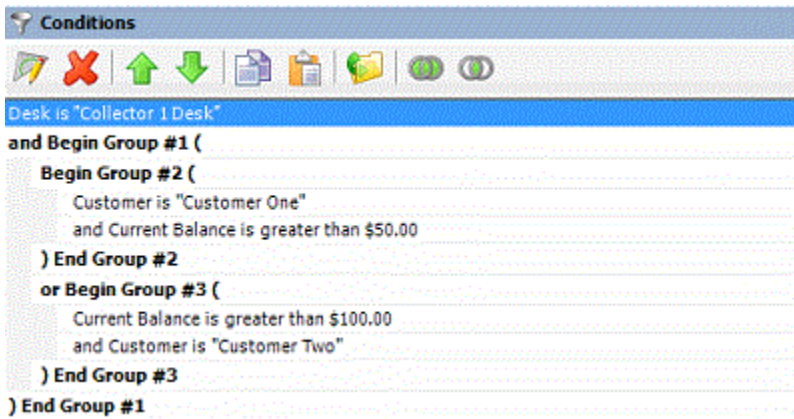 Conditions
Desk is "Collector 1 Desk"
and Begin Group #1 (
Begin Group #2 (
Customer is "Customer One"
and Current Balance is greater than $50.00
) End Group #2
or Begin Group #3 (
Current Balance is greater than $100.00
and Customer is "Customer Two"
) End Group #3
) End Group #1